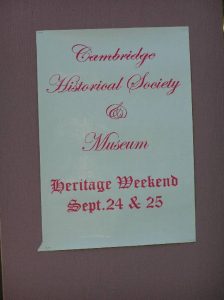 Cambridge
Historical Society
&
Museum
Heritage Weekend
Sept. 24 & 25